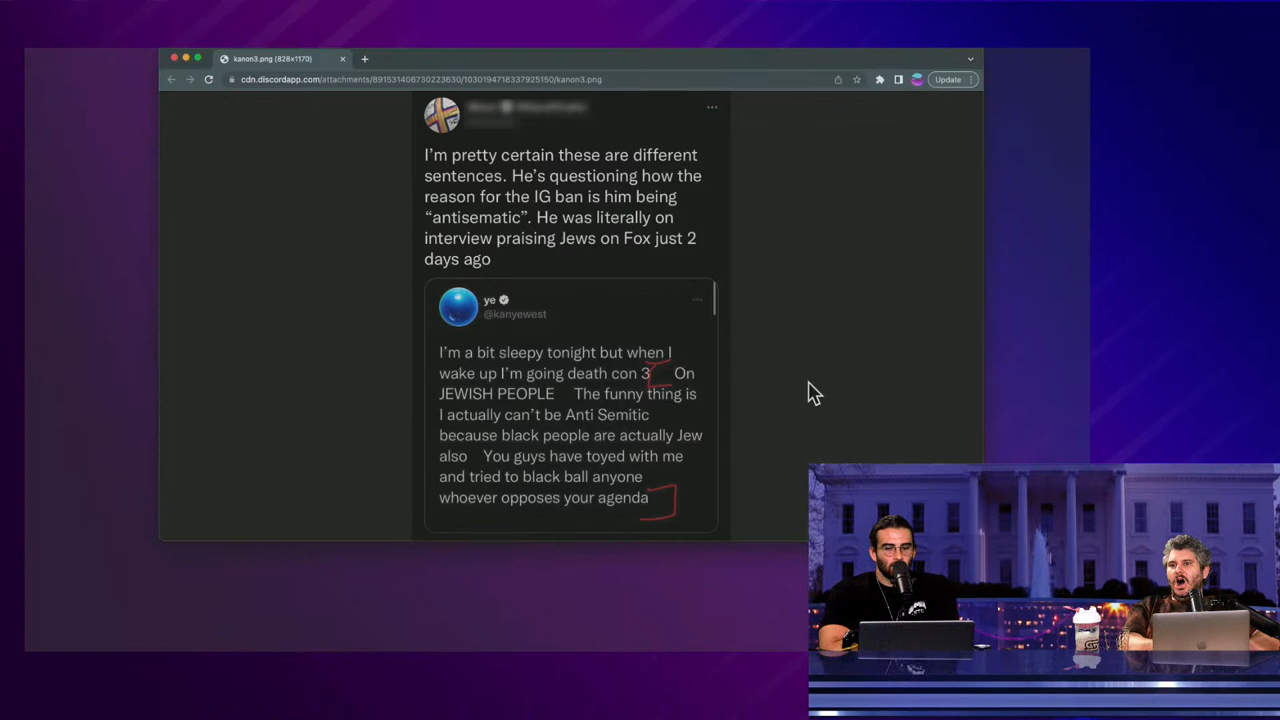 kanon3.png (828×1170)
cdn.discordapp.com/attachments/891531406730223630/1030194718337925150/kanon3.png
Update
I'm pretty certain these are different
sentences. He's questioning how the
reason for the IG ban is him being
“antisematic”. He was literally on
interview praising Jews on Fox just 2
days ago
ye
@kanyewest
I'm a bit sleepy tonight but when I
wake up I'm going death con 3 On
JEWISH PEOPLE The funny thing is
I actually can't be Anti Semitic
because black people are actually Jew
also You guys have toyed with me
and tried to black ball anyone
whoever opposes your agenda